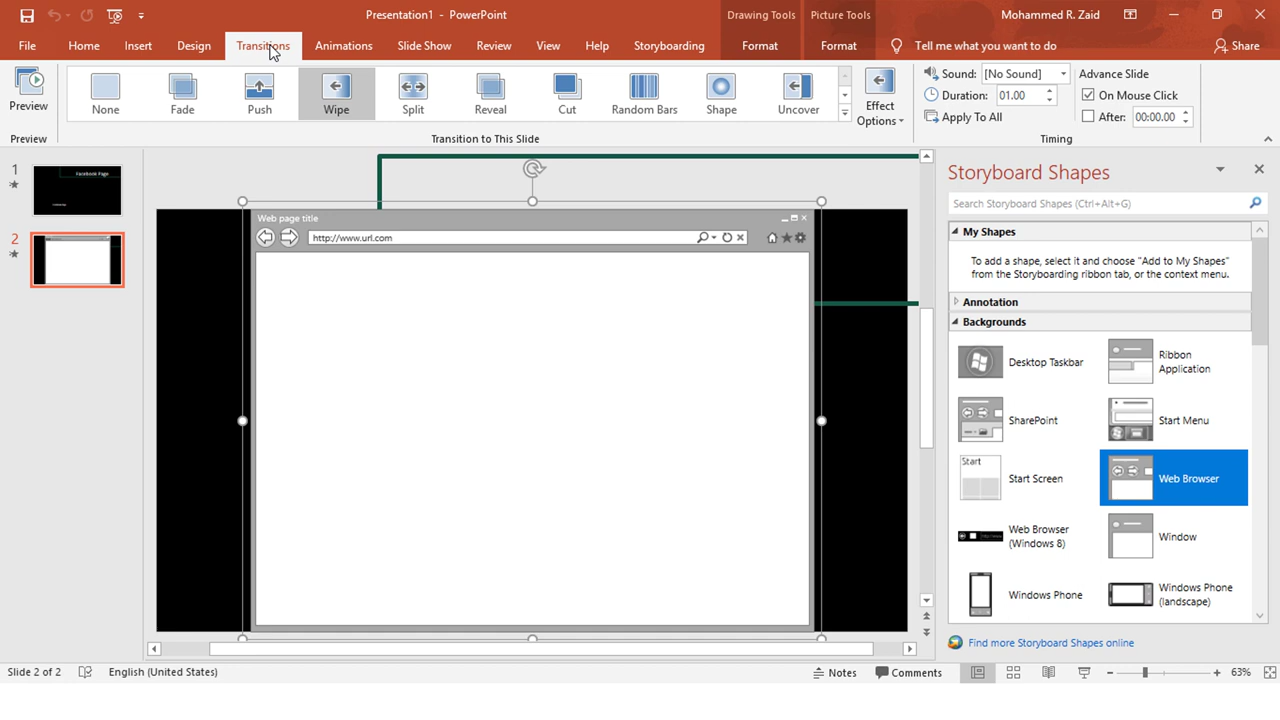 Presentation1 - PowerPoint
Drawing Tools
Picture Tools
Mohammed R. Zaid
File
Home
Insert
Design
Transitions
Animations
Slide Show
Review
View
Help
Storyboarding
Format
Format
Tell me what you want to do
Share
Preview
None
Fade
Push
Wipe
Split
Reveal
Cut
Random Bars
Shape
Uncover
Effect
Options
Sound: [No Sound]
Duration: 01.00
Apply To All
Advance Slide
On Mouse Click
After: 00:00.00
Preview
Transition to This Slide
Timing
1
Facebook Page
2
Web page title
http://www.url.com
Storyboard Shapes
Search Storyboard Shapes (Ctrl+Alt+G)
My Shapes
To add a shape, select it and choose "Add to My Shapes"
from the Storyboarding ribbon tab, or the context menu.
Annotation
Backgrounds
Desktop Taskbar
Ribbon
Application
SharePoint
Start Menu
Start
Start Screen
Web Browser
Web Browser
(Windows 8)
Window
Windows Phone
Windows Phone
(landscape)
Find more Storyboard Shapes online
Slide 2 of 2
English (United States)
Notes
Comments
63%